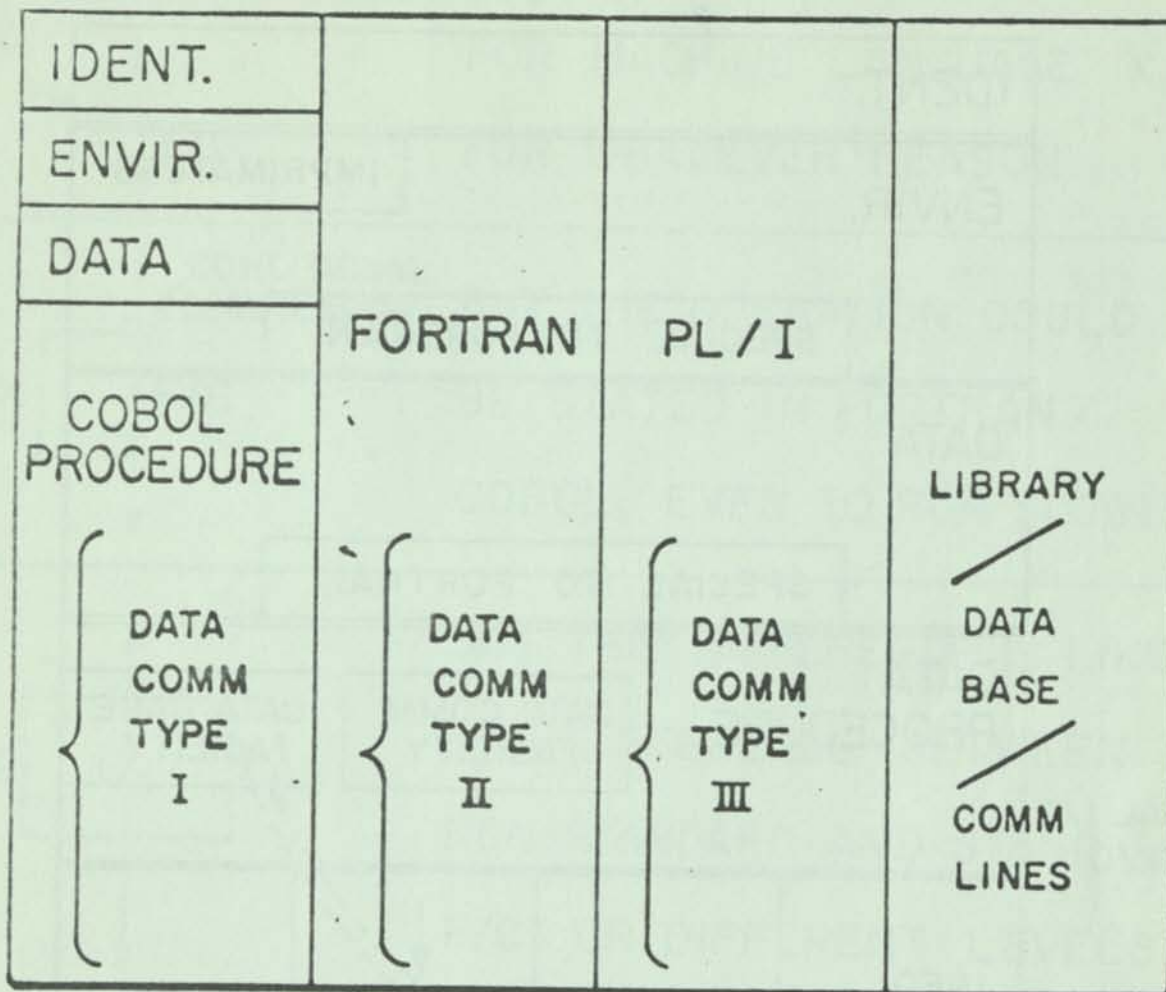 IDENT.
ENVIR.
DATA
COBOL
PROCEDURE
DATA
COMM
TYPE
I
FORTRAN
DATA
COMM
TYPE
II
PL/I
DATA
COMM
TYPE
III
LIBRARY
DATA
BASE
COMM
LINES